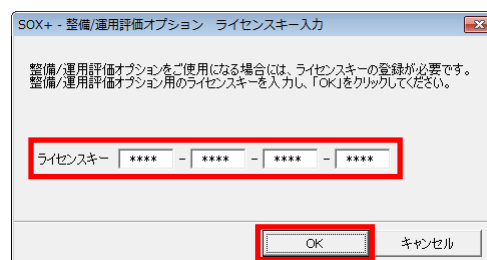 SOX+ - 整備/運用評価オプション ライセンスキー入力
整備/運用評価オプションをご使用になる場合には、ライセンスキーの登録が必要です。
整備/運用評価オプション用のライセンスキーを入力し、「OK」をクリックしてください。
ライセンスキー **** - **** - **** - ****
OK キャンセル